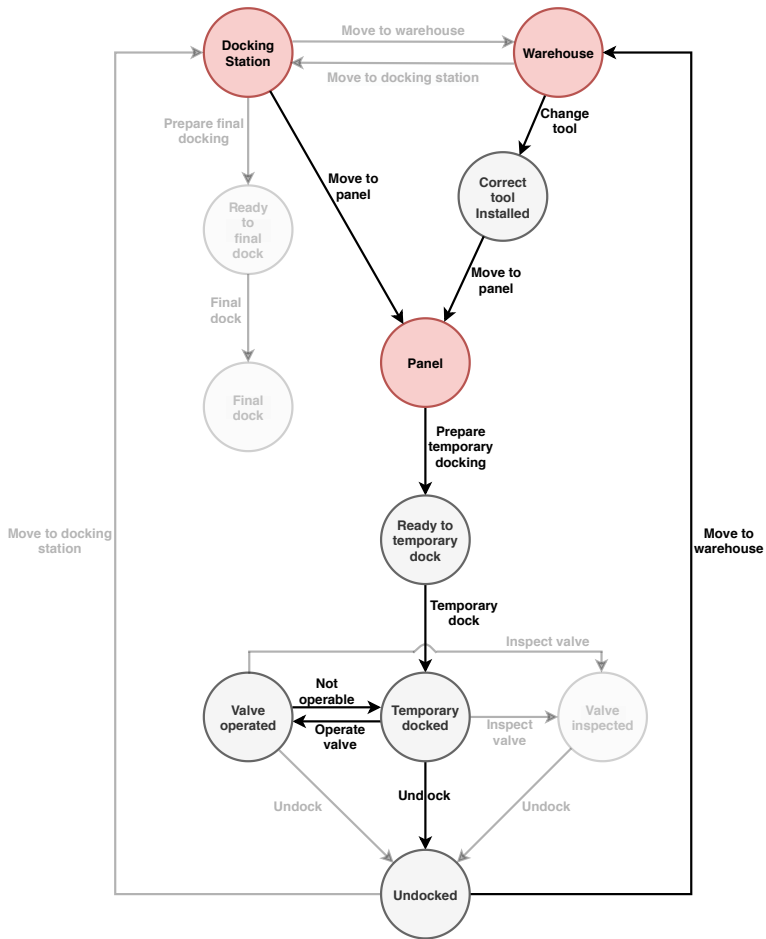 Docking
Station
Move to warehouse
Move to docking station
Warehouse
Prepare final
docking
Change
tool
Move to
panel
Ready
to
final
dock
Correct
tool
Installed
Move to
panel
Final
dock
Panel
Final
dock
Prepare
temporary
docking
Move to docking
station
Ready to
temporary
dock
Move to
warehouse
Temporary
dock
Inspect valve
Valve
operated
Not
operable
Operate
valve
Temporary
docked
Inspect
valve
Valve
inspected
Undock
Undock
Undock
Undocked